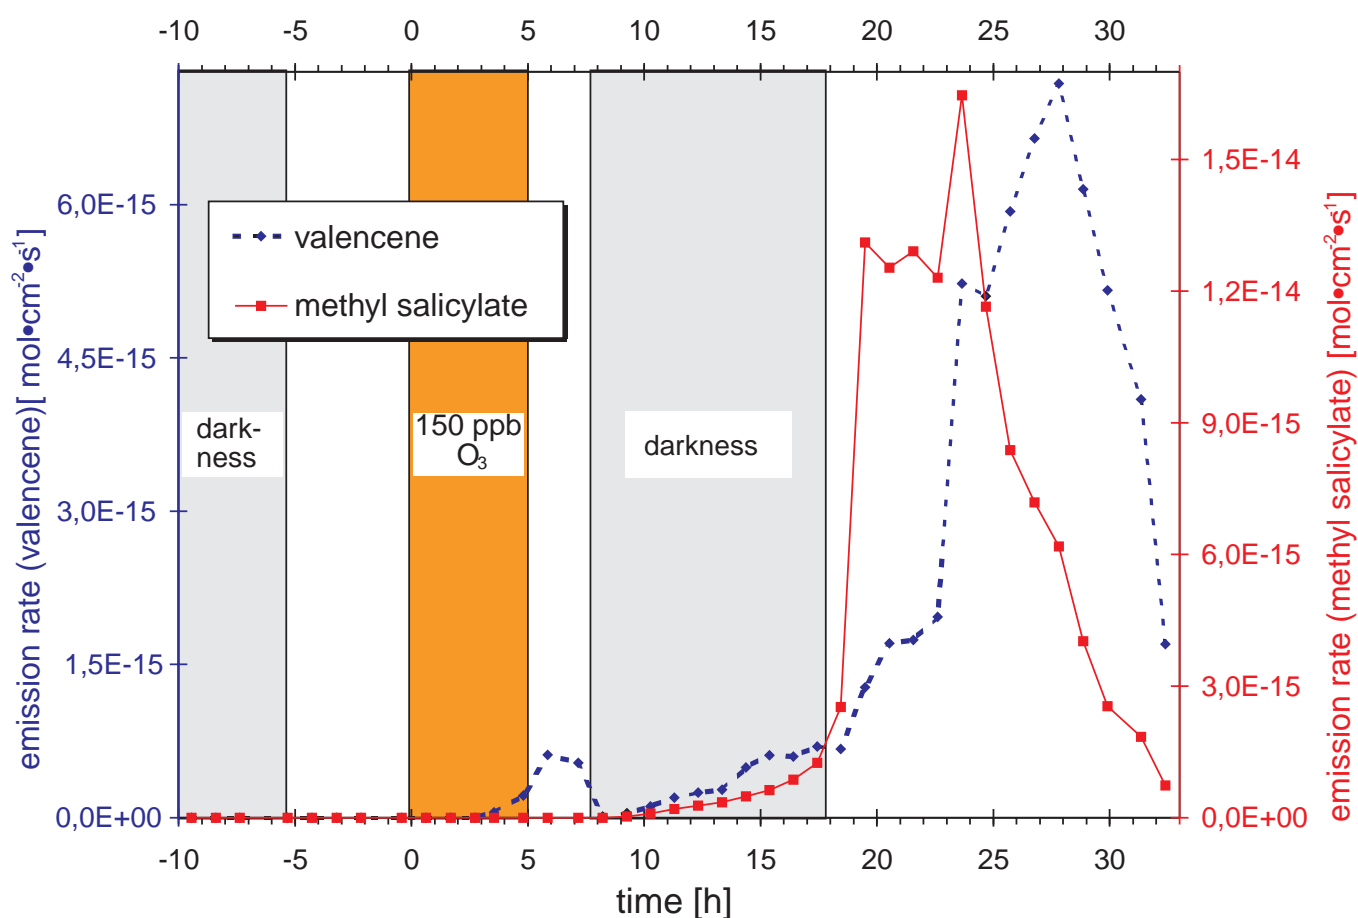 -10 -5 0 5 10 15 20 25 30
emission rate (valencene)[ mol•cm-2•s-1]
6,0E-15
4,5E-15
3,0E-15
1,5E-15
0,0E+00
valencene
methyl salicylate
dark-
ness
150 ppb
O3
darkness
1,5E-14
1,2E-14
9,0E-15
6,0E-15
3,0E-15
0,0E+00
emission rate (methyl salicylate) [mol•cm-2•s-1]
-10 -5 0 5 10 15 20 25 30
time [h]